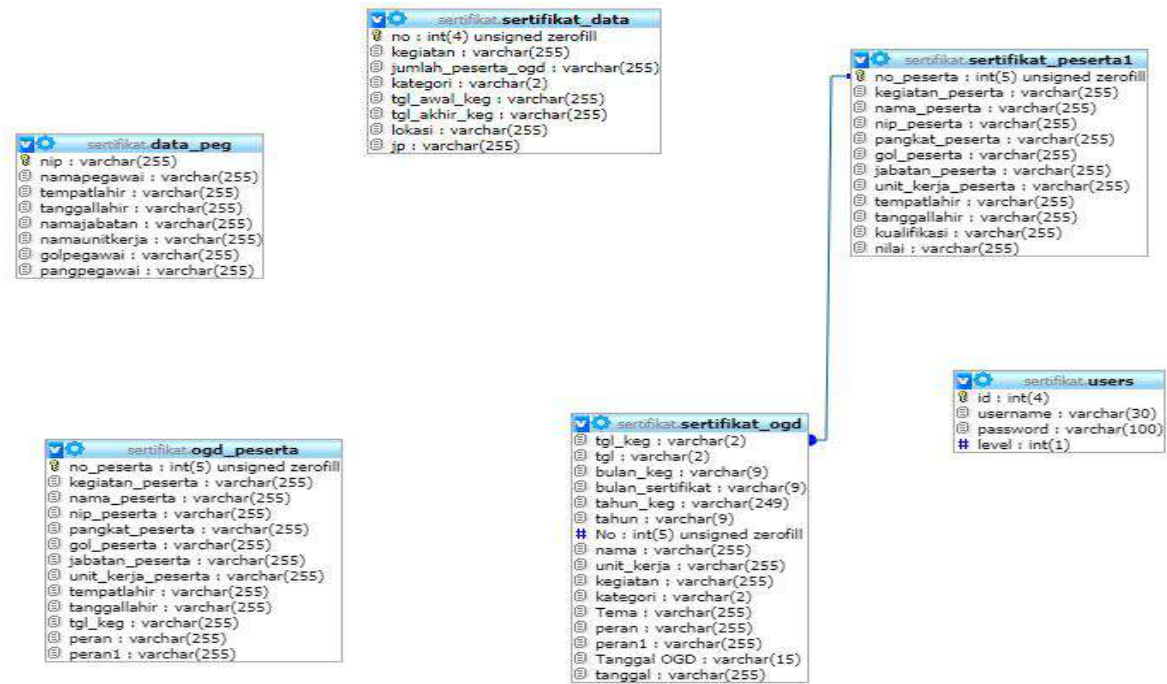 sertifikat.sertifikat_data
no : int(4) unsigned zerofill
kegiatan : varchar(255)
jumlah_peserta_ogd : varchar(255)
kategori : varchar(2)
tgl_awal_keg : varchar(255)
tgl_akhir_keg : varchar(255)
lokasi : varchar(255)
jp : varchar(255)
sertifikat.sertifikat_peserta1
no_peserta : int(5) unsigned zerofill
kegiatan_peserta : varchar(255)
nama_peserta : varchar(255)
nip_peserta : varchar(255)
pangkat_peserta : varchar(255)
gol_peserta : varchar(255)
jabatan_peserta : varchar(255)
unit_kerja_peserta : varchar(255)
tempatlahir : varchar(255)
tanggallahir : varchar(255)
kualifikasi : varchar(255)
nilai : varchar(255)
sertifikat.data_peg
nip : varchar(255)
namapegawai : varchar(255)
tempatlahir : varchar(255)
tanggallahir : varchar(255)
namajabatan : varchar(255)
namaunitkerja : varchar(255)
golpegawai : varchar(255)
pangpegawai : varchar(255)
sertifikat.users
id : int(4)
username : varchar(30)
password : varchar(100)
# level : int(1)
sertifikat.sertifikat_ogd
tgl_keg : varchar(2)
tgl : varchar(2)
bulan_keg : varchar(9)
bulan_sertifikat : varchar(9)
tahun_keg : varchar(249)
tahun : varchar(9)
# No : int(5) unsigned zerofill
nama : varchar(255)
unit_kerja : varchar(255)
kegiatan : varchar(255)
kategori : varchar(2)
Tema : varchar(255)
peran : varchar(255)
peran1 : varchar(255)
Tanggal OGD : varchar(15)
tanggal : varchar(255)
sertifikat.ogd_peserta
no_peserta : int(5) unsigned zerofill
kegiatan_peserta : varchar(255)
nama_peserta : varchar(255)
nip_peserta : varchar(255)
pangkat_peserta : varchar(255)
gol_peserta : varchar(255)
jabatan_peserta : varchar(255)
unit_kerja_peserta : varchar(255)
tempatlahir : varchar(255)
tanggallahir : varchar(255)
tgl_keg : varchar(255)
peran : varchar(255)
peran1 : varchar(255)